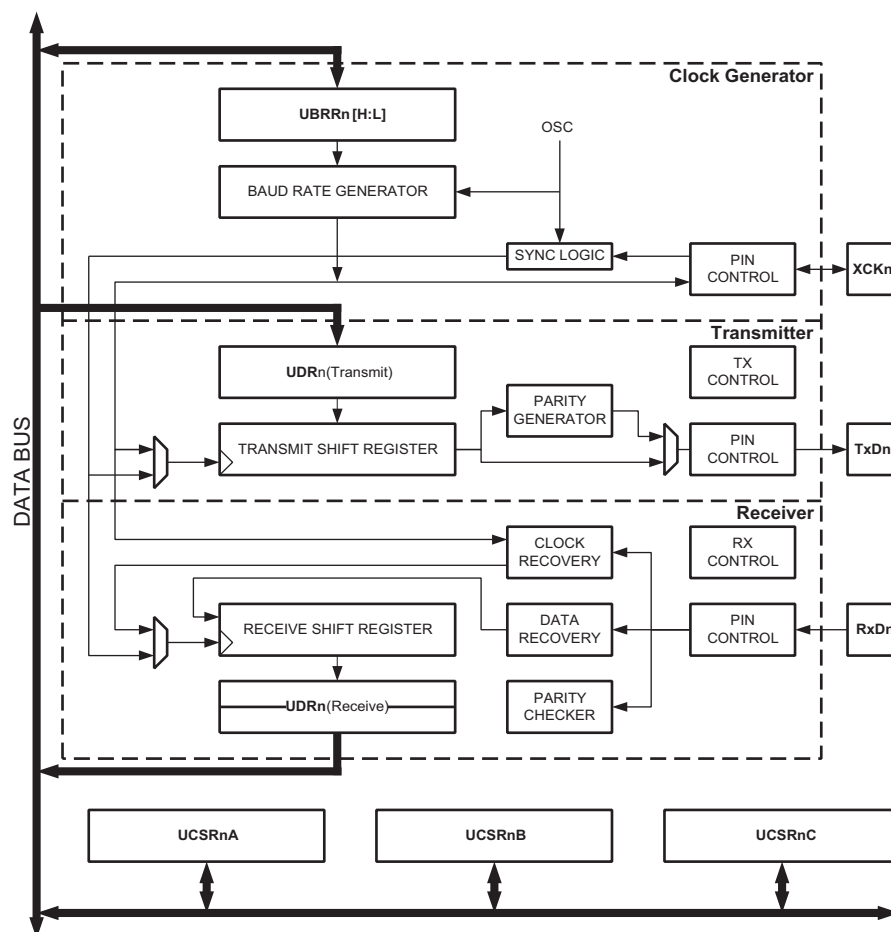 Clock Generator
UBRRn [H:L]
OSC
BAUD RATE GENERATOR
SYNC LOGIC
PIN
CONTROL
XCKn
Transmitter
UDRn(Transmit)
TX
CONTROL
PARITY
GENERATOR
TRANSMIT SHIFT REGISTER
PIN
CONTROL
TxDn
DATA BUS
Receiver
CLOCK
RECOVERY
RX
CONTROL
RECEIVE SHIFT REGISTER
DATA
RECOVERY
PIN
CONTROL
RxDn
UDRn(Receive)
PARITY
CHECKER
UCSRnA
UCSRnB
UCSRnC